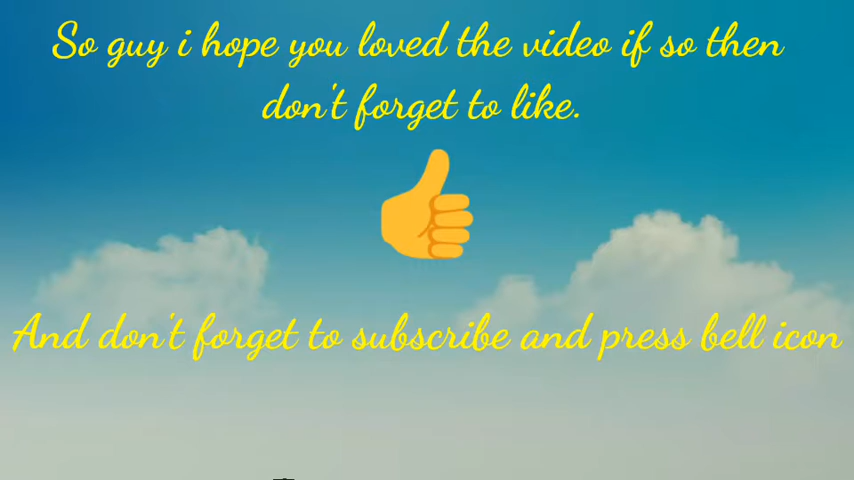 So guy i hope you loved the video if so then
don't forget to like.
And don't forget to subscribe and press bell icon